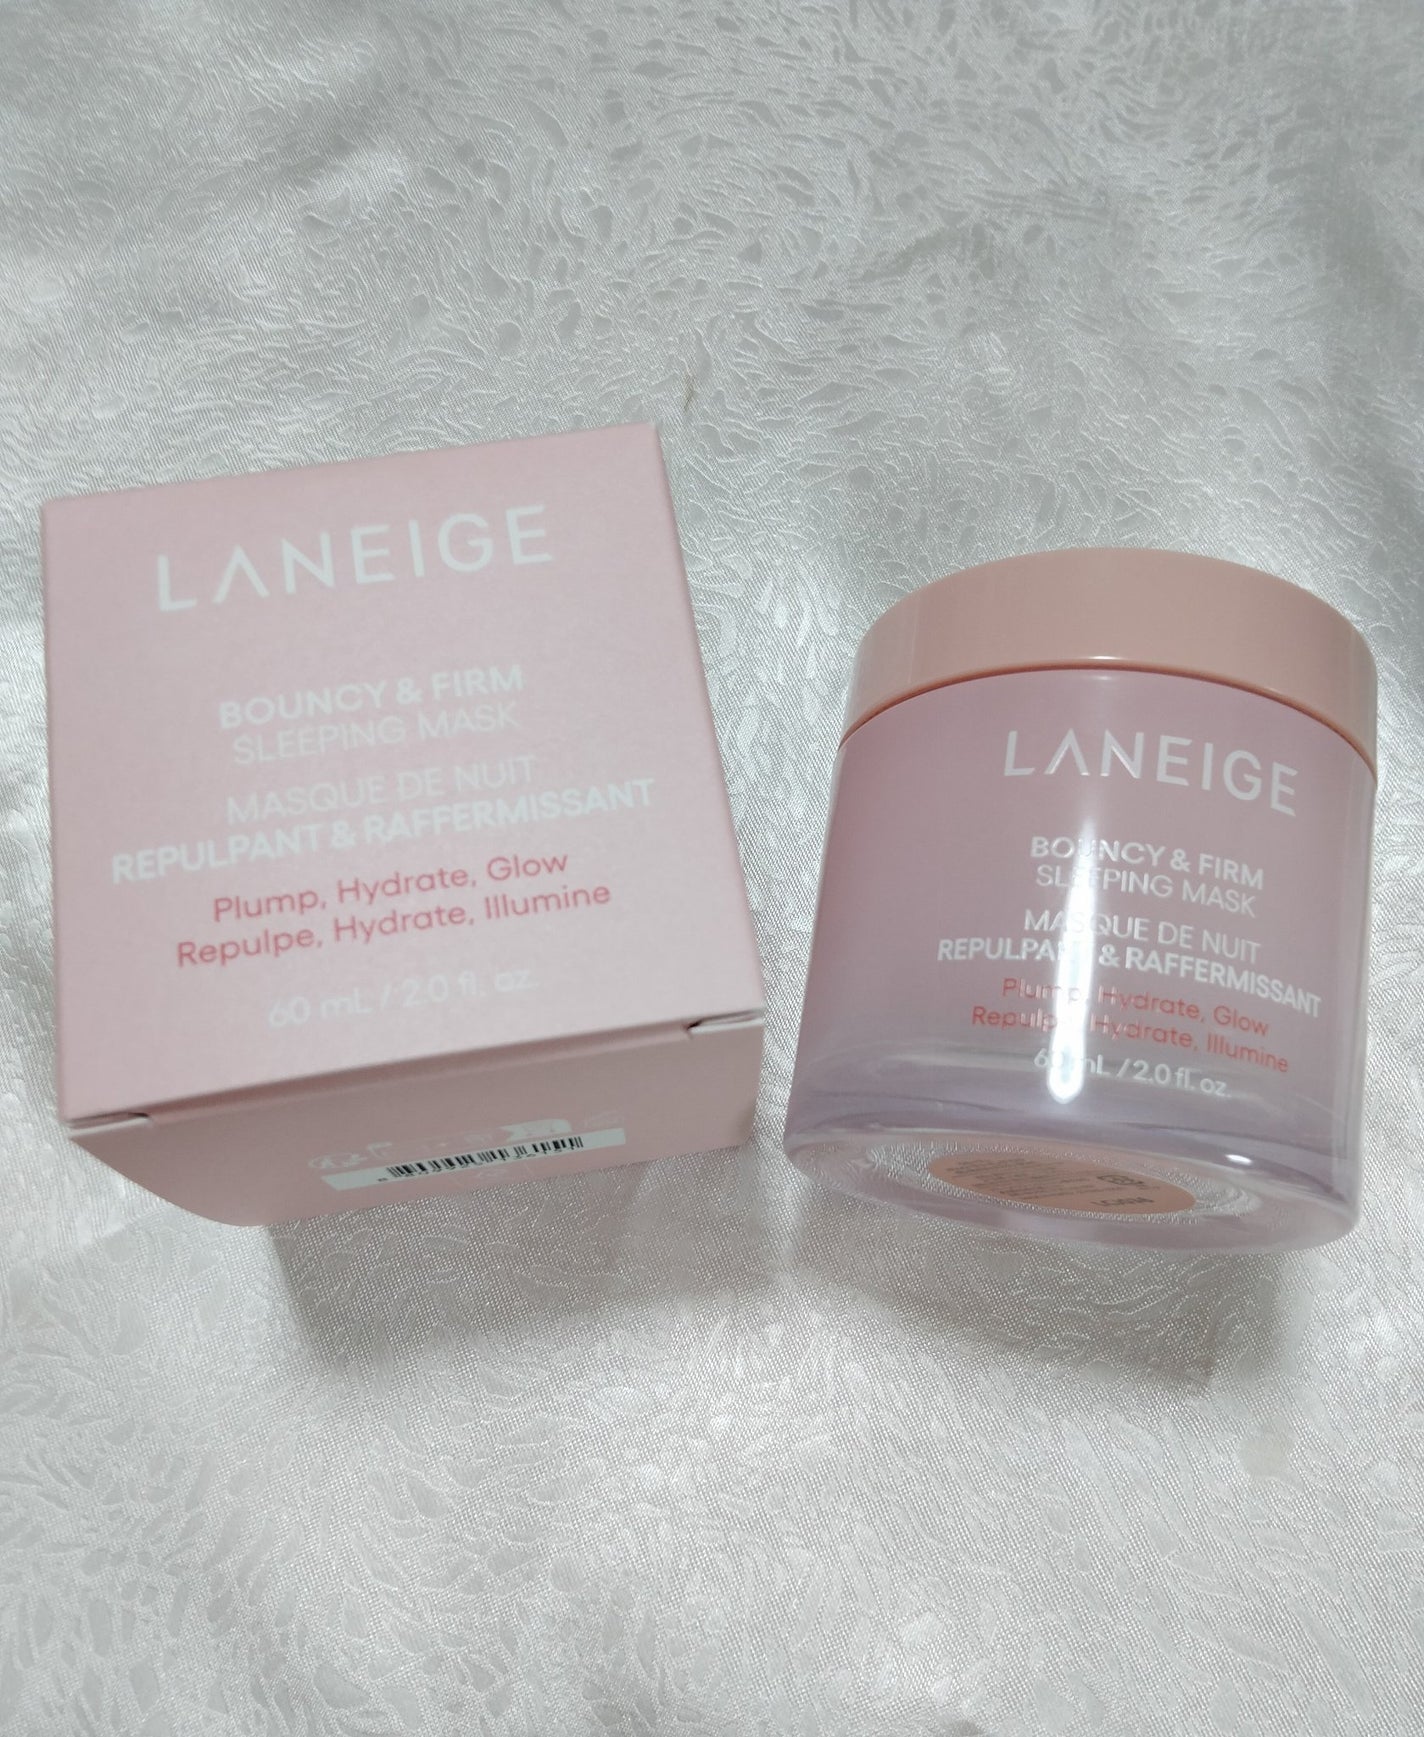 LANEIGE
BOUNCY & FIRM
SLEEPING MASK
MASQUE DE NUIT
REPULPANT & RAFFERMISSANT
Plump, Hydrate, Glow
Repulpe, Hydrate, Illumine
60 mL / 2.0 fl. oz.
LANEIGE
BOUNCY & FIRM
SLEEPING MASK
MASQUE DE NUIT
REPULPANT & RAFFERMISSANT
Plump, Hydrate, Glow
Repulpe, Hydrate, Illumine
60 mL / 2.0 fl. oz.